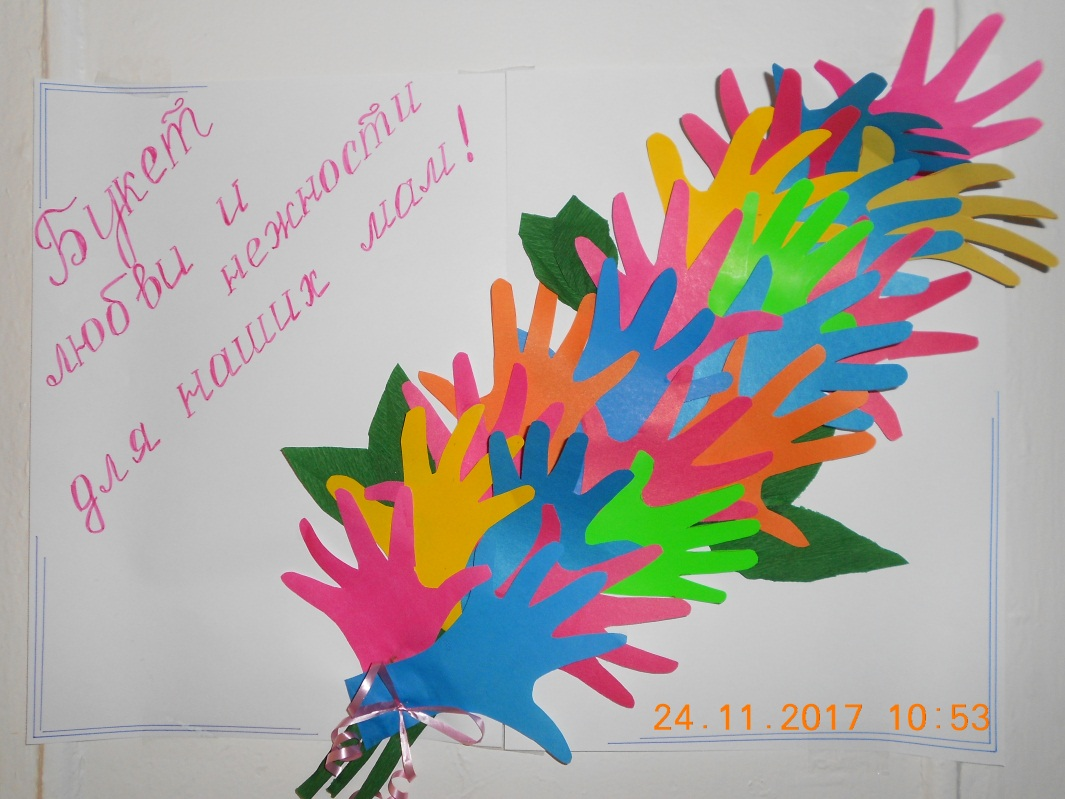 Букет
любви и
нежности
для наших мам!
24.11.2017 10:53